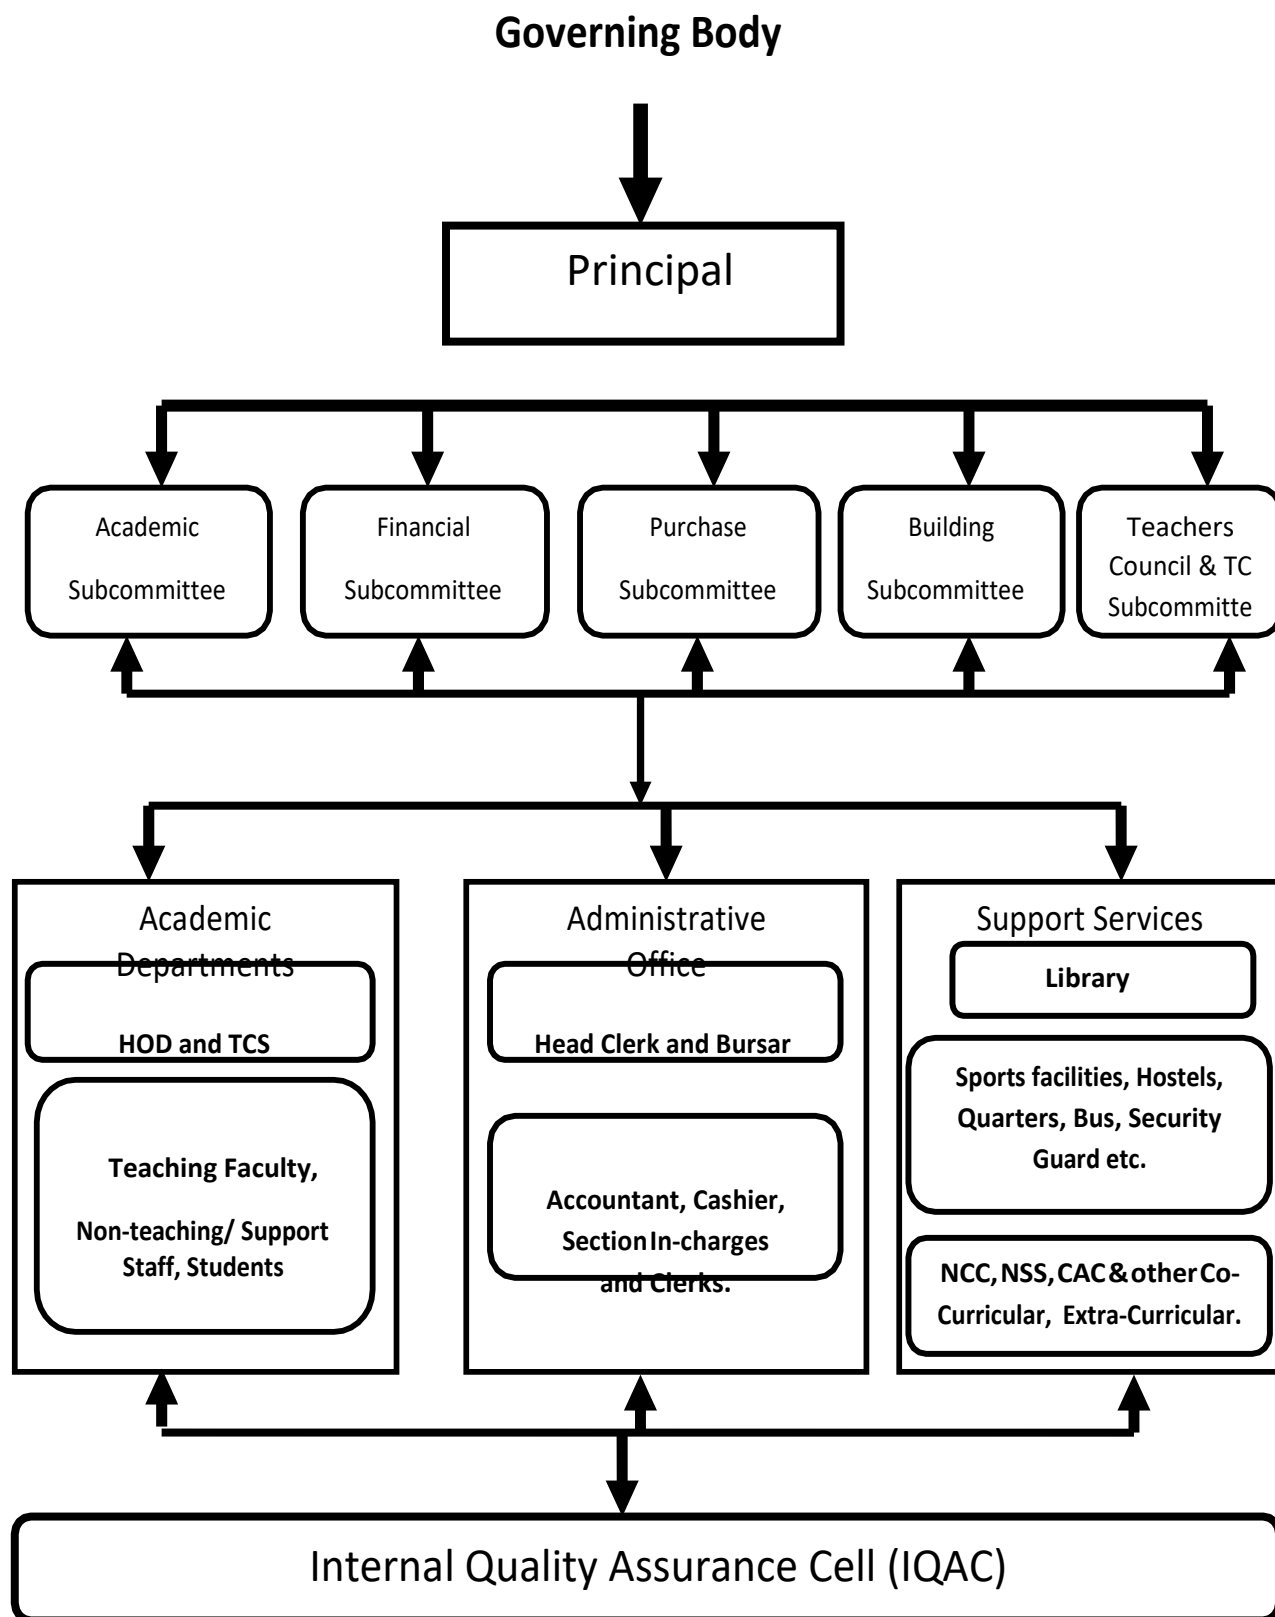 Governing Body
Principal
Academic
Subcommittee
Financial
Subcommittee
Purchase
Subcommittee
Building
Subcommittee
Teachers
Council & TC
Subcommitte
Academic
Departments
HOD and TCS
Teaching Faculty,
Non-teaching/ Support
Staff, Students
Administrative
Office
Head Clerk and Bursar
Accountant, Cashier,
Section In-charges
and Clerks.
Support Services
Library
Sports facilities, Hostels,
Quarters, Bus, Security
Guard etc.
NCC, NSS, CAC & other Co-
Curricular, Extra-Curricular.
Internal Quality Assurance Cell (IQAC)